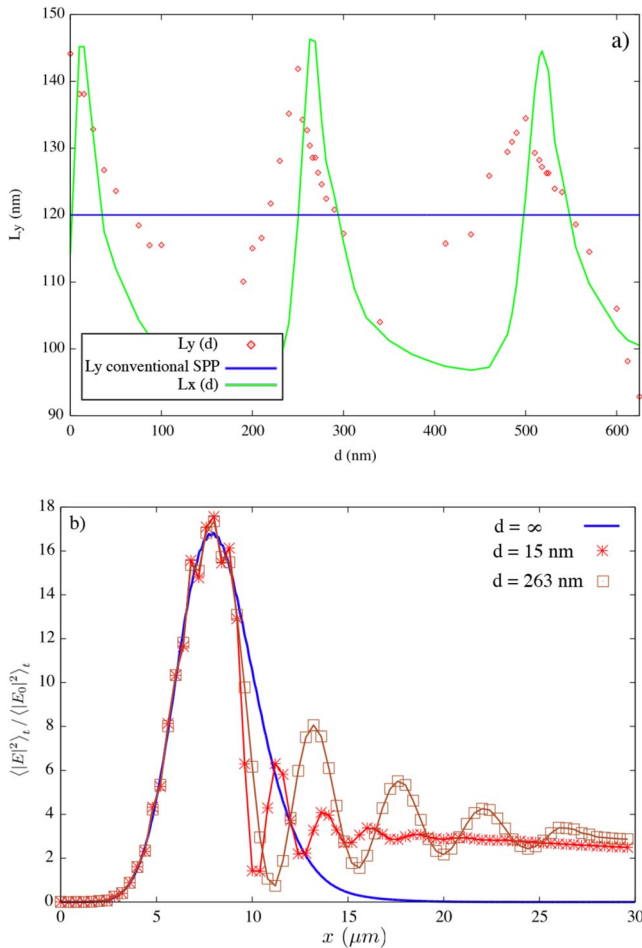 a)
150
140
130
120
110
100
90
Ly (nm)
Ly (d)
Ly conventional SPP
Lx (d)
0 100 200 300 400 500 600
d (nm)
b)
18
16
14
12
10
8
6
4
2
0
⟨|E|²⟩t / ⟨|E0|²⟩t
d = ∞
d = 15 nm
d = 263 nm
0 5 10 15 20 25 30
x (μm)